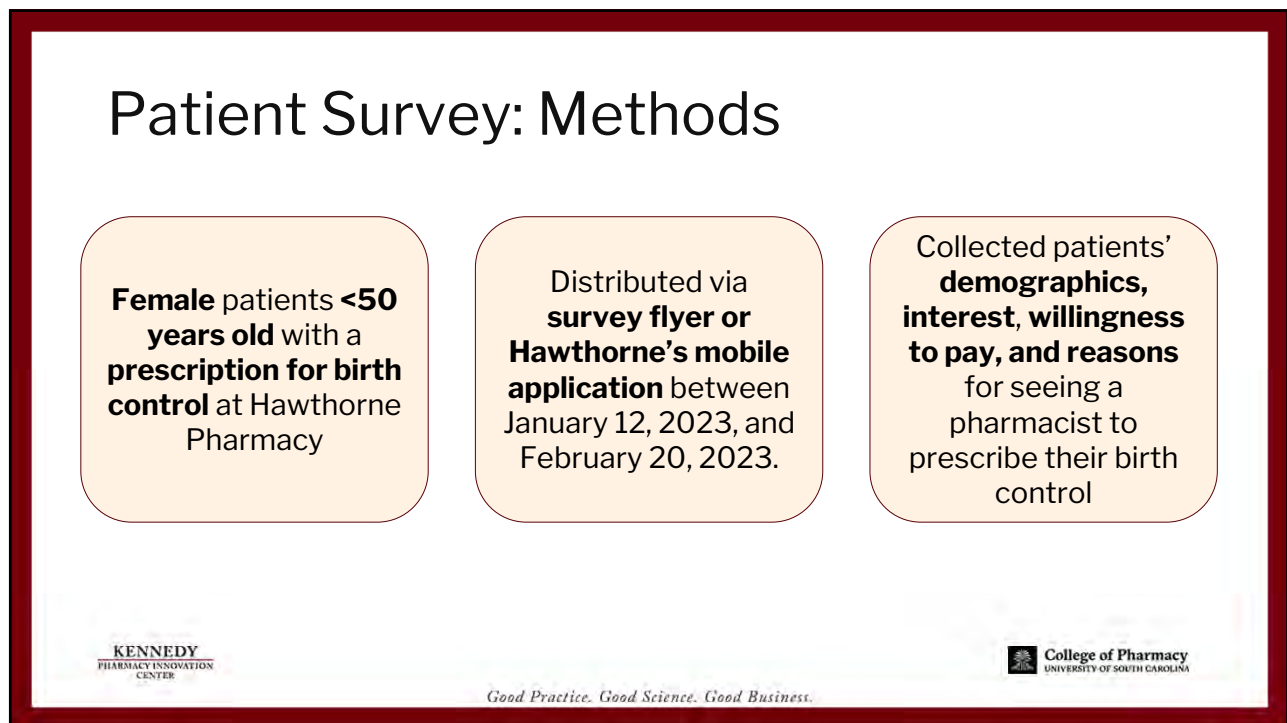 Patient Survey: Methods
Female patients <50
years old with a
prescription for birth
control at Hawthorne
Pharmacy
Distributed via
survey flyer or
Hawthorne’s mobile
application between
January 12, 2023, and
February 20, 2023.
Collected patients’
demographics,
interest, willingness
to pay, and reasons
for seeing a
pharmacist to
prescribe their birth
control
KENNEDY
PHARMACY INNOVATION
CENTER
College of Pharmacy
UNIVERSITY OF SOUTH CAROLINA
Good Practice. Good Science. Good Business.